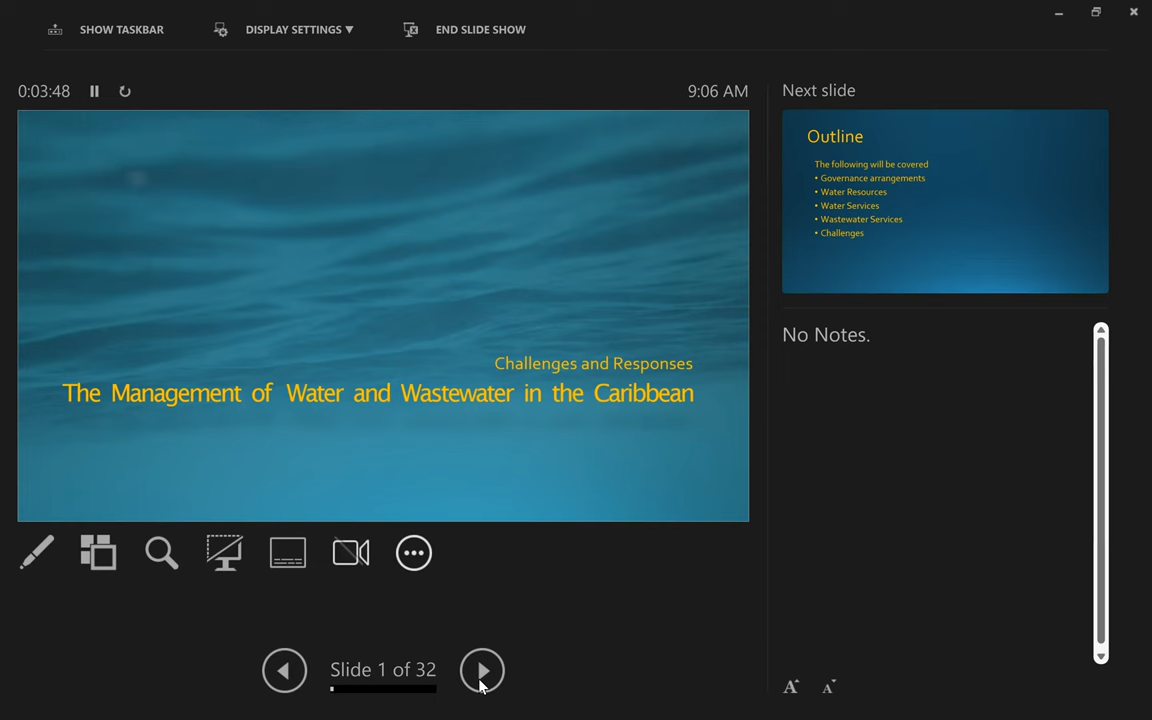 SHOW TASKBAR
DISPLAY SETTINGS ▼
END SLIDE SHOW
0:03:48
9:06 AM
Challenges and Responses
The Management of Water and Wastewater in the Caribbean
Slide 1 of 32
Next slide
Outline
The following will be covered
• Governance arrangements
• Water Resources
• Water Services
• Wastewater Services
• Challenges
No Notes.
A A